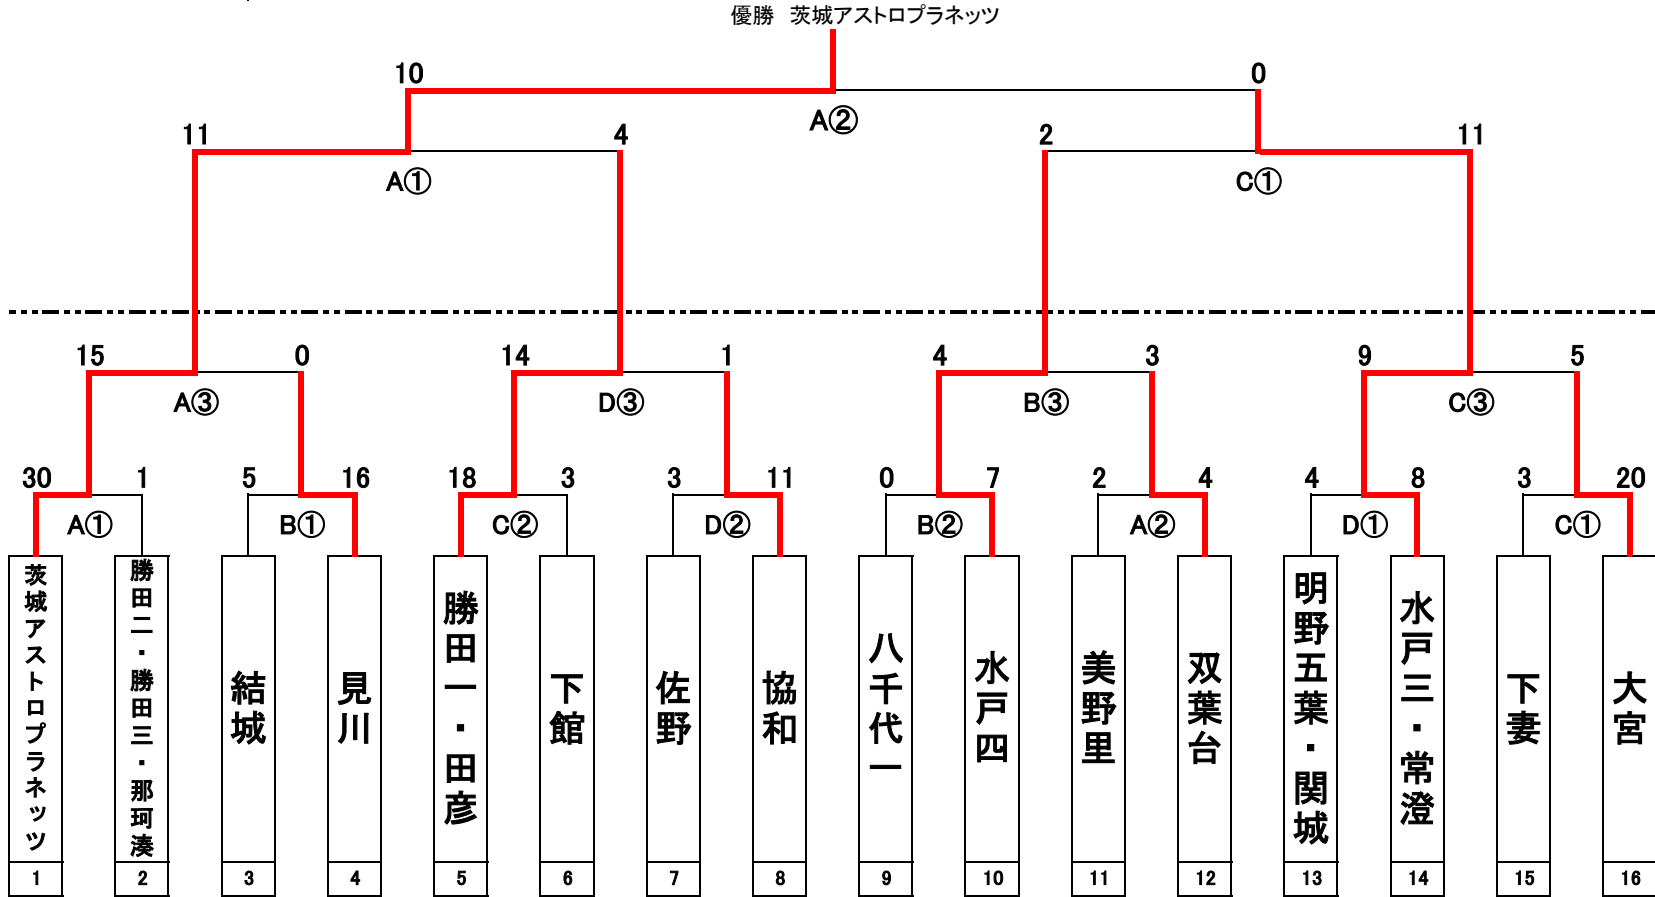 優勝 茨城アストロプラネッツ
10 0
A②
11 4 2 11
A① C①
15 0 14 1 4 3 9 5
A③ D③ B③ C③
30 1 5 16 18 3 3 11 0 7 2 4 4 8 3 20
A① B① C② D② B② A② D① C①
茨城アストロプラネッツ
勝田二・勝田三・那珂湊
結城
見川
勝田一・田彦
下館
佐野
協和
八千代一
水戸四
美野里
双葉台
明野五葉・関城
水戸三・常澄
下妻
大宮
1 2 3 4 5 6 7 8 9 10 11 12 13 14 15 16